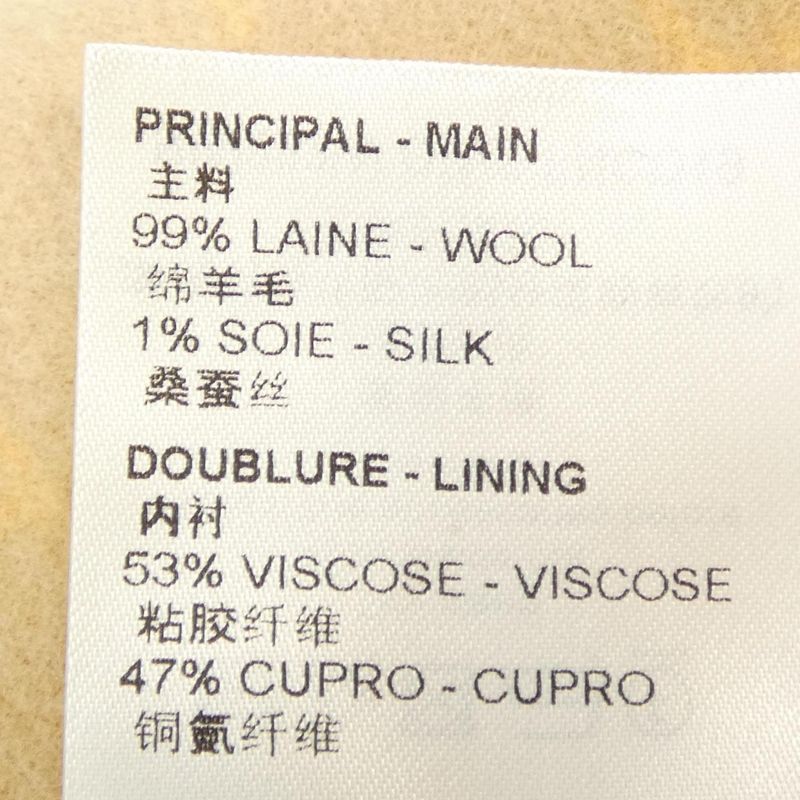 PRINCIPAL - MAIN
主料
99% LAINE - WOOL
绵羊毛
1% SOIE - SILK
桑蚕丝
DOUBLURE - LINING
内衬
53% VISCOSE - VISCOSE
粘胶纤维
47% CUPRO - CUPRO
铜氨纤维